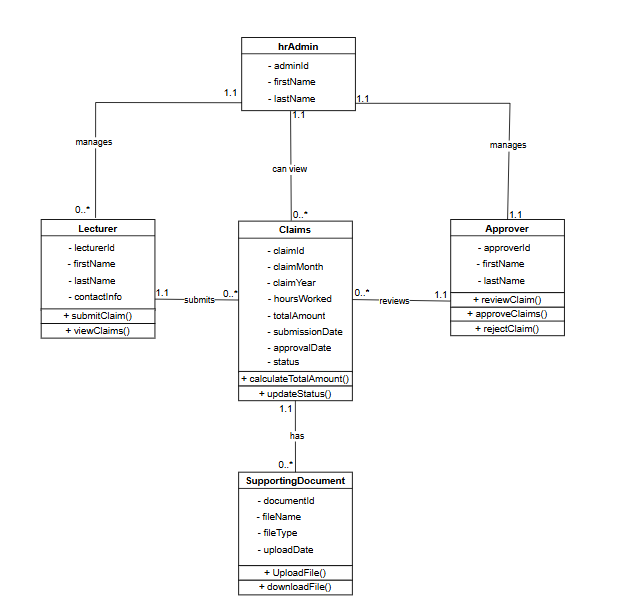 hrAdmin
- adminId
- firstName
- lastName
1.1
1.1
1.1
manages
can view
manages
0..*
0..*
1.1
Lecturer
- lecturerId
- firstName
- lastName
- contactInfo
+ submitClaim()
+ viewClaims()
1.1
submits
0..*
Claims
- claimId
- claimMonth
- claimYear
- hoursWorked
- totalAmount
- submissionDate
- approvalDate
- status
+ calculateTotalAmount()
+ updateStatus()
0..*
reviews
1.1
Approver
- approverId
- firstName
- lastName
+ reviewClaim()
+ approveClaims()
+ rejectClaim()
1.1
has
0..*
SupportingDocument
- documentId
- fileName
- fileType
- uploadDate
+ UploadFile()
+ downloadFile()